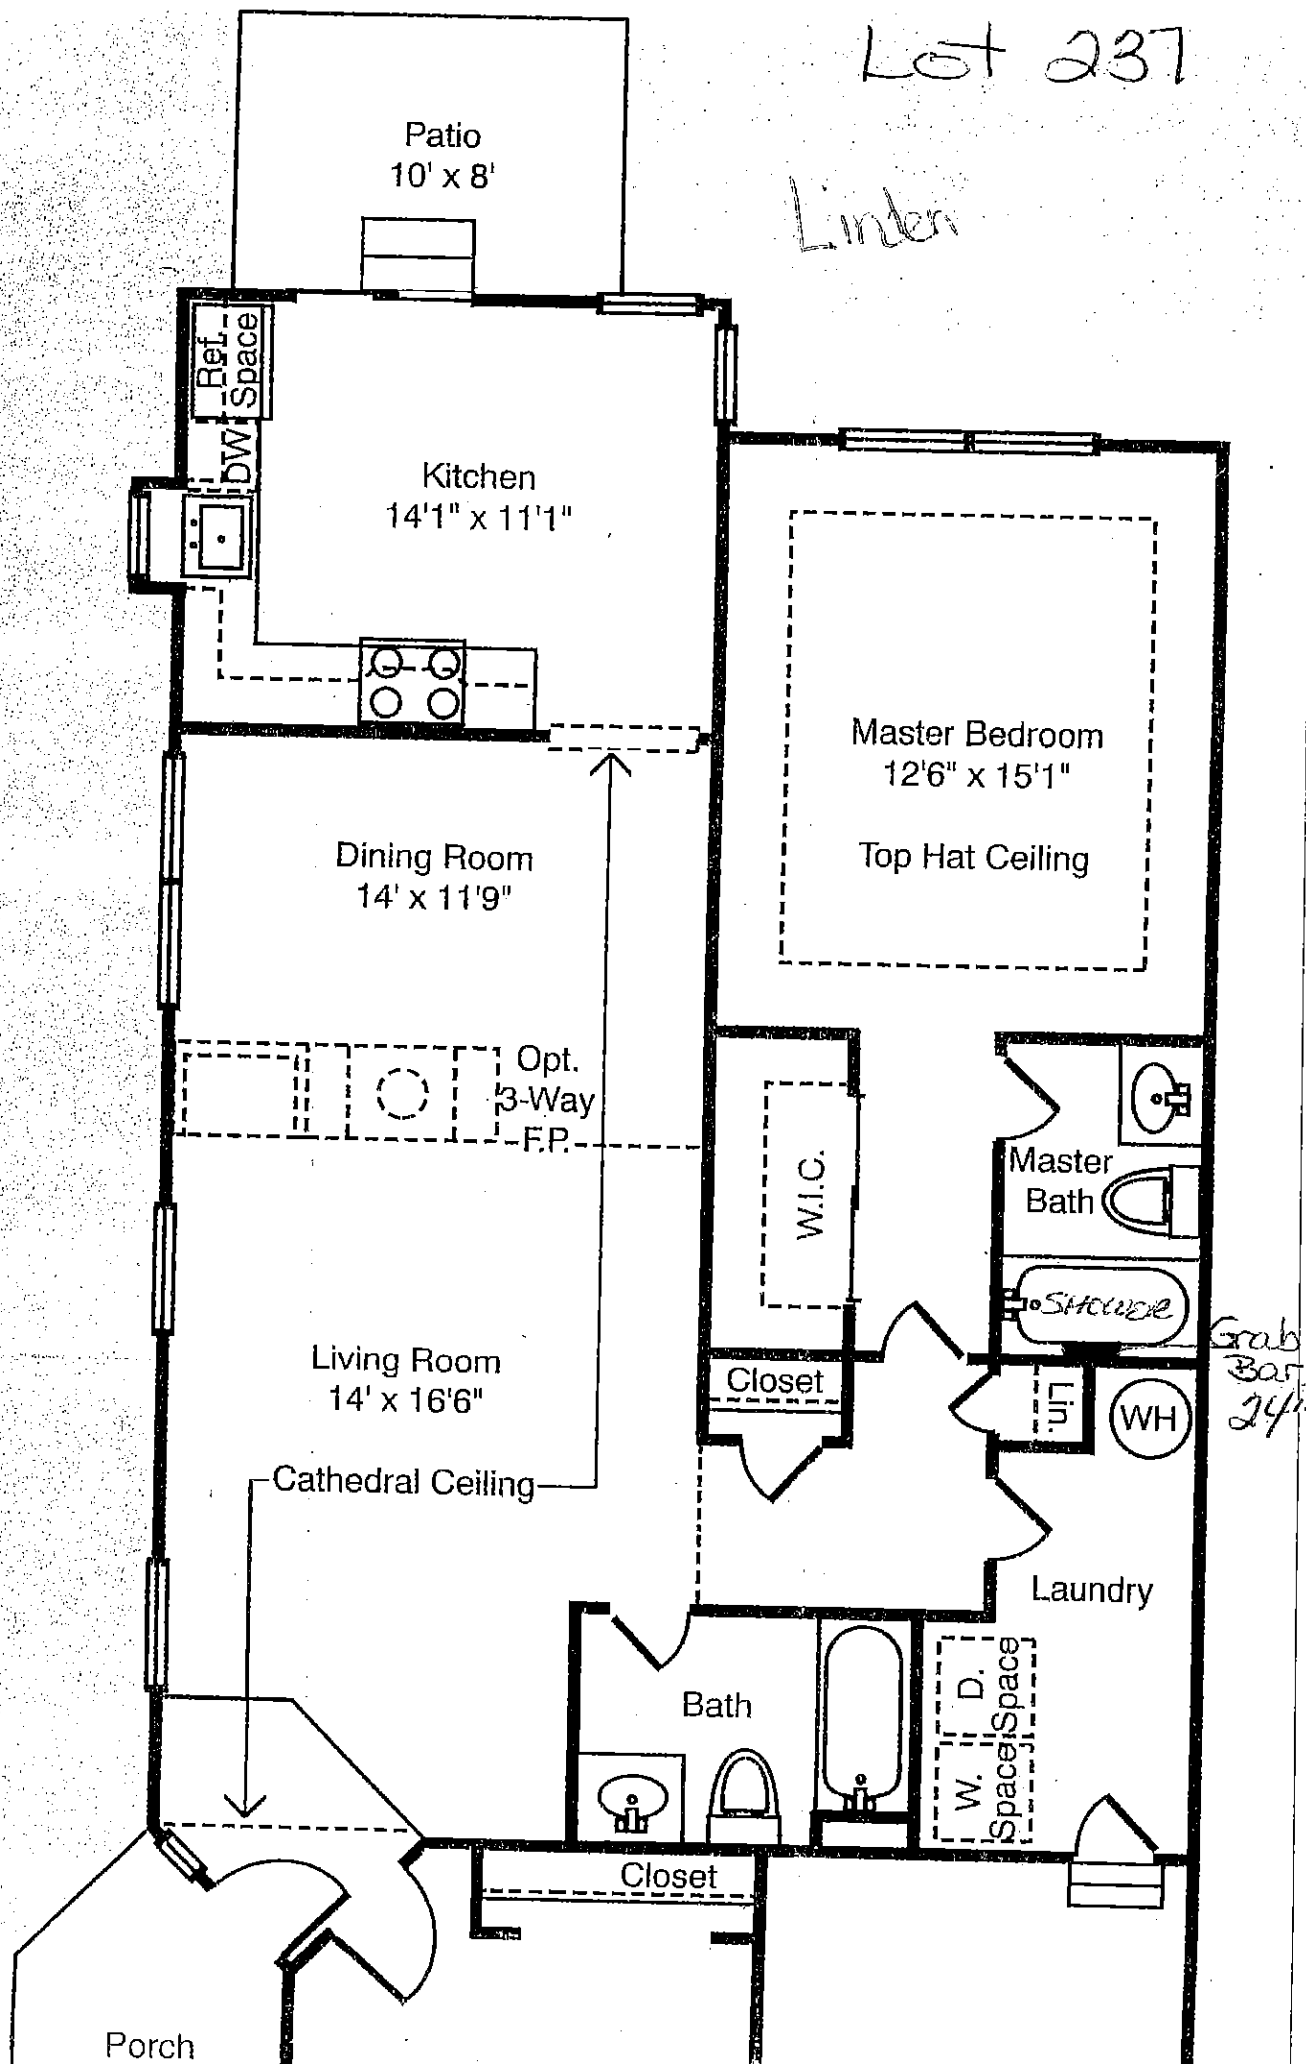 Lot 237
Linden
Patio
10' x 8'
Ref.
Space
DW
Kitchen
14'1" x 11'1"
Master Bedroom
12'6" x 15'1"
Top Hat Ceiling
Dining Room
14' x 11'9"
Opt.
3-Way
F.P.
W.I.C.
Master
Bath
SHOWER
Grab
Bar
24"
Living Room
14' x 16'6"
Closet
Lin.
WH
Cathedral Ceiling
Laundry
D.
Space
W.
Space
Bath
Closet
Porch